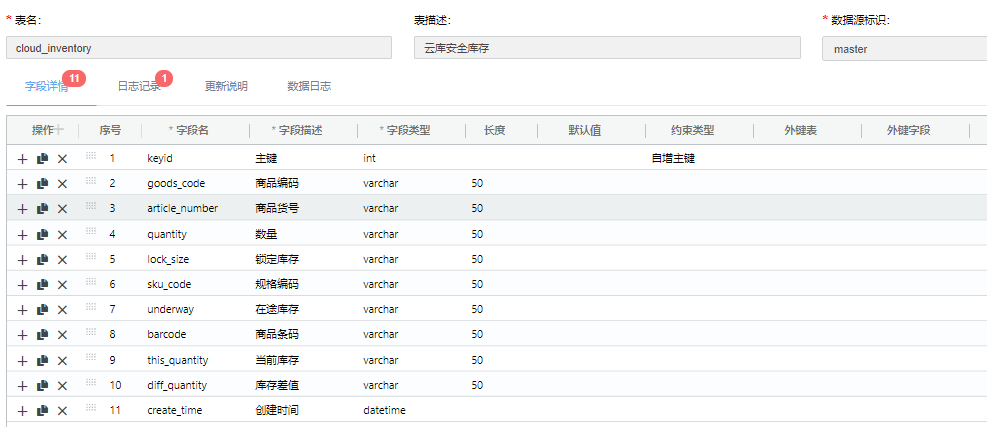 * 表名: 表描述: * 数据源标识:
cloud_inventory 云库安全库存 master
字段详情 11 日志记录 1 更新说明 数据日志
操作 序号 * 字段名 * 字段描述 * 字段类型 长度 默认值 约束类型 外键表 外键字段
1 keyid 主键 int 自增主键
2 goods_code 商品编码 varchar 50
3 article_number 商品货号 varchar 50
4 quantity 数量 varchar 50
5 lock_size 锁定库存 varchar 50
6 sku_code 规格编码 varchar 50
7 underway 在途库存 varchar 50
8 barcode 商品条码 varchar 50
9 this_quantity 当前库存 varchar 50
10 diff_quantity 库存差值 varchar 50
11 create_time 创建时间 datetime